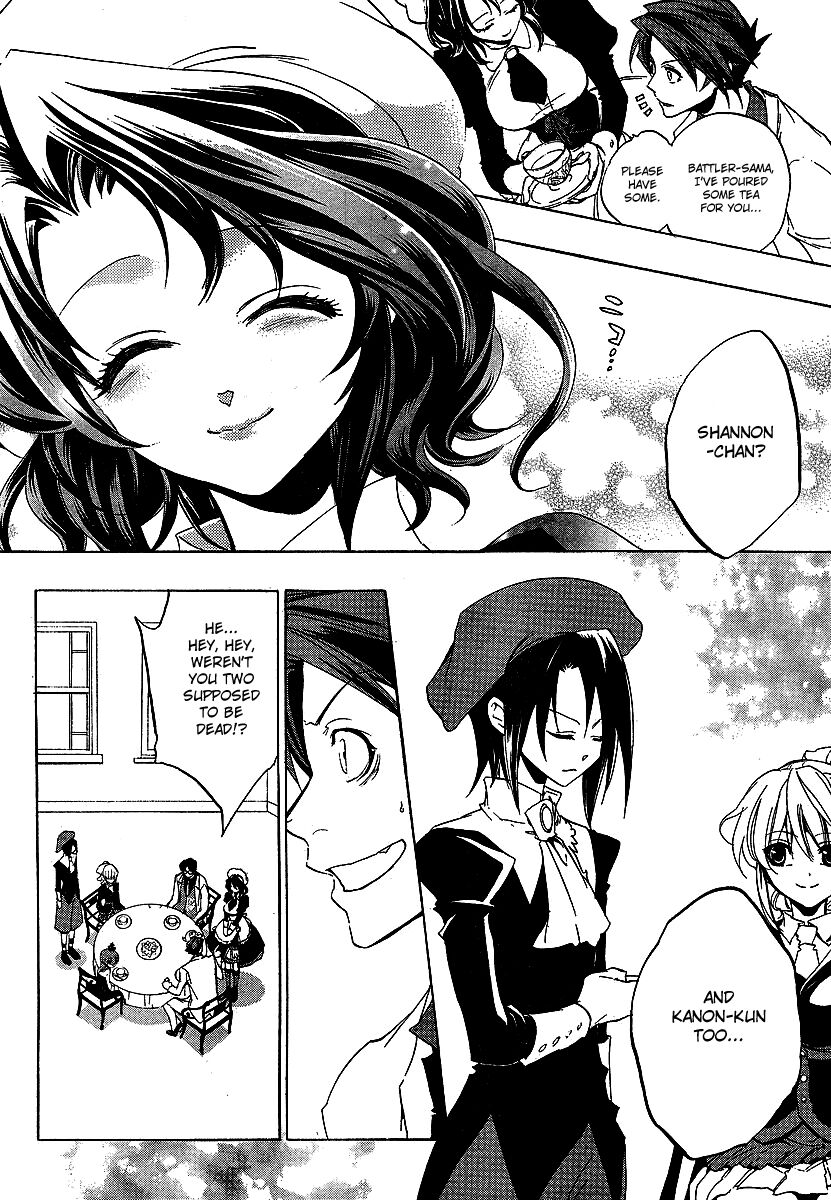 BATTLER-SAMA,
I'VE POURED
SOME TEA
FOR YOU...
PLEASE
HAVE
SOME.
SHANNON
-CHAN?
AND
KANON-KUN
TOO...
HE...
HEY, HEY,
WEREN'T
YOU TWO
SUPPOSED
TO BE
DEAD!?